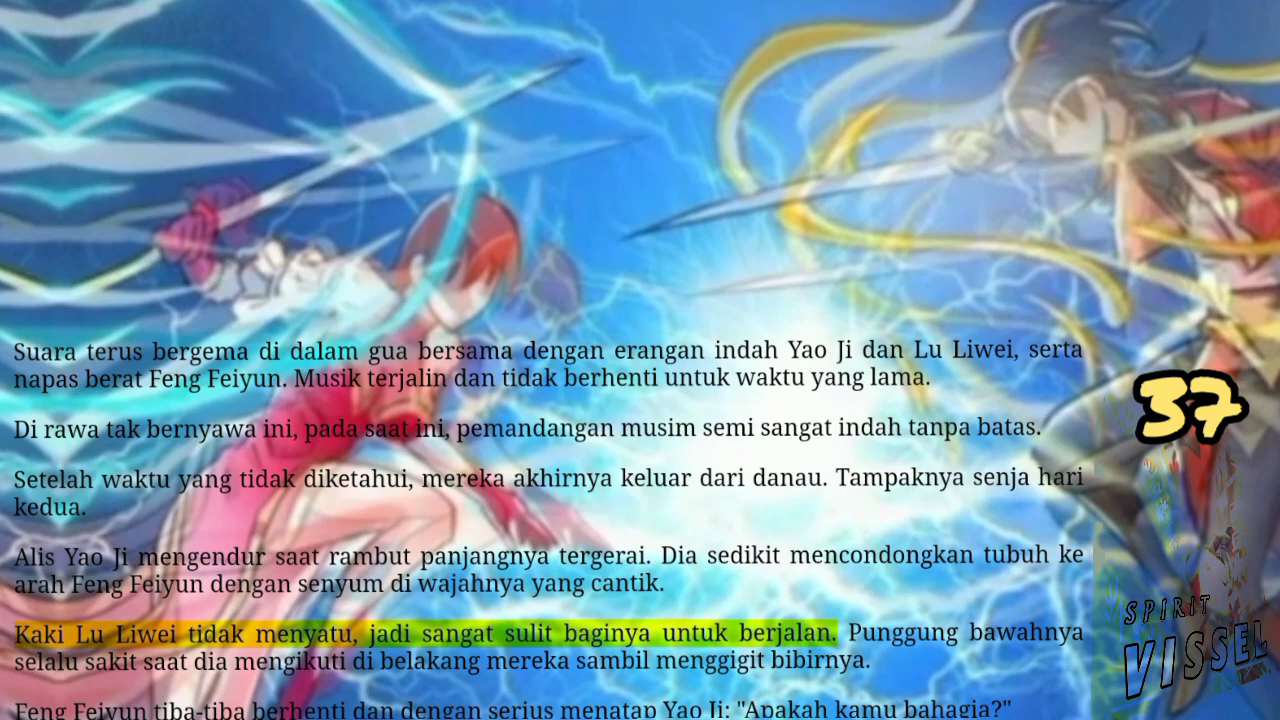 Suara terus bergema di dalam gua bersama dengan erangan indah Yao Ji dan Lu Liwei, serta
napas berat Feng Feiyun. Musik terjalin dan tidak berhenti untuk waktu yang lama.
Di rawa tak bernyawa ini, pada saat ini, pemandangan musim semi sangat indah tanpa batas.
Setelah waktu yang tidak diketahui, mereka akhirnya keluar dari danau. Tampaknya senja hari
kedua.
Alis Yao Ji mengendur saat rambut panjangnya tergerai. Dia sedikit mencondongkan tubuh ke
arah Feng Feiyun dengan senyum di wajahnya yang cantik.
Kaki Lu Liwei tidak menyatu, jadi sangat sulit baginya untuk berjalan. Punggung bawahnya
selalu sakit saat dia mengikuti di belakang mereka sambil menggigit bibirnya.
Feng Feiyun tiba-tiba berhenti dan dengan serius menatap Yao Ji: "Apakah kamu bahagia?"
37
SPIRIT
VISSEL